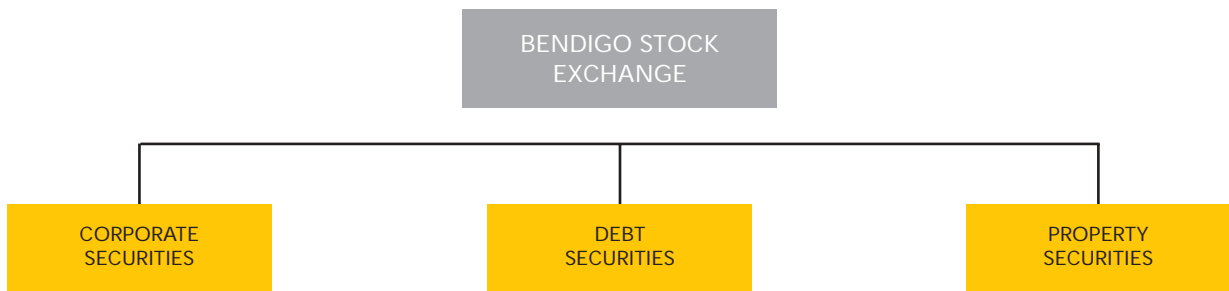 BENDIGO STOCK
EXCHANGE
CORPORATE
SECURITIES
DEBT
SECURITIES
PROPERTY
SECURITIES